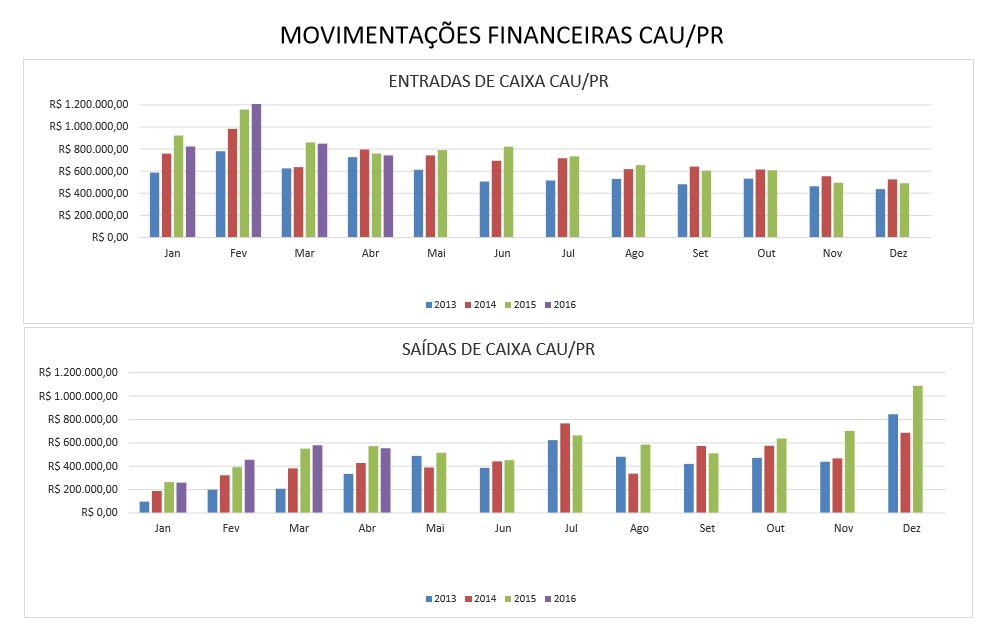 MOVIMENTAÇÕES FINANCEIRAS CAU/PR
ENTRADAS DE CAIXA CAU/PR
R$ 1.200.000,00
R$ 1.000.000,00
R$ 800.000,00
R$ 600.000,00
R$ 400.000,00
R$ 200.000,00
R$ 0,00
Jan Fev Mar Abr Mai Jun Jul Ago Set Out Nov Dez
2013 2014 2015 2016
SAÍDAS DE CAIXA CAU/PR
R$ 1.200.000,00
R$ 1.000.000,00
R$ 800.000,00
R$ 600.000,00
R$ 400.000,00
R$ 200.000,00
R$ 0,00
Jan Fev Mar Abr Mai Jun Jul Ago Set Out Nov Dez
2013 2014 2015 2016